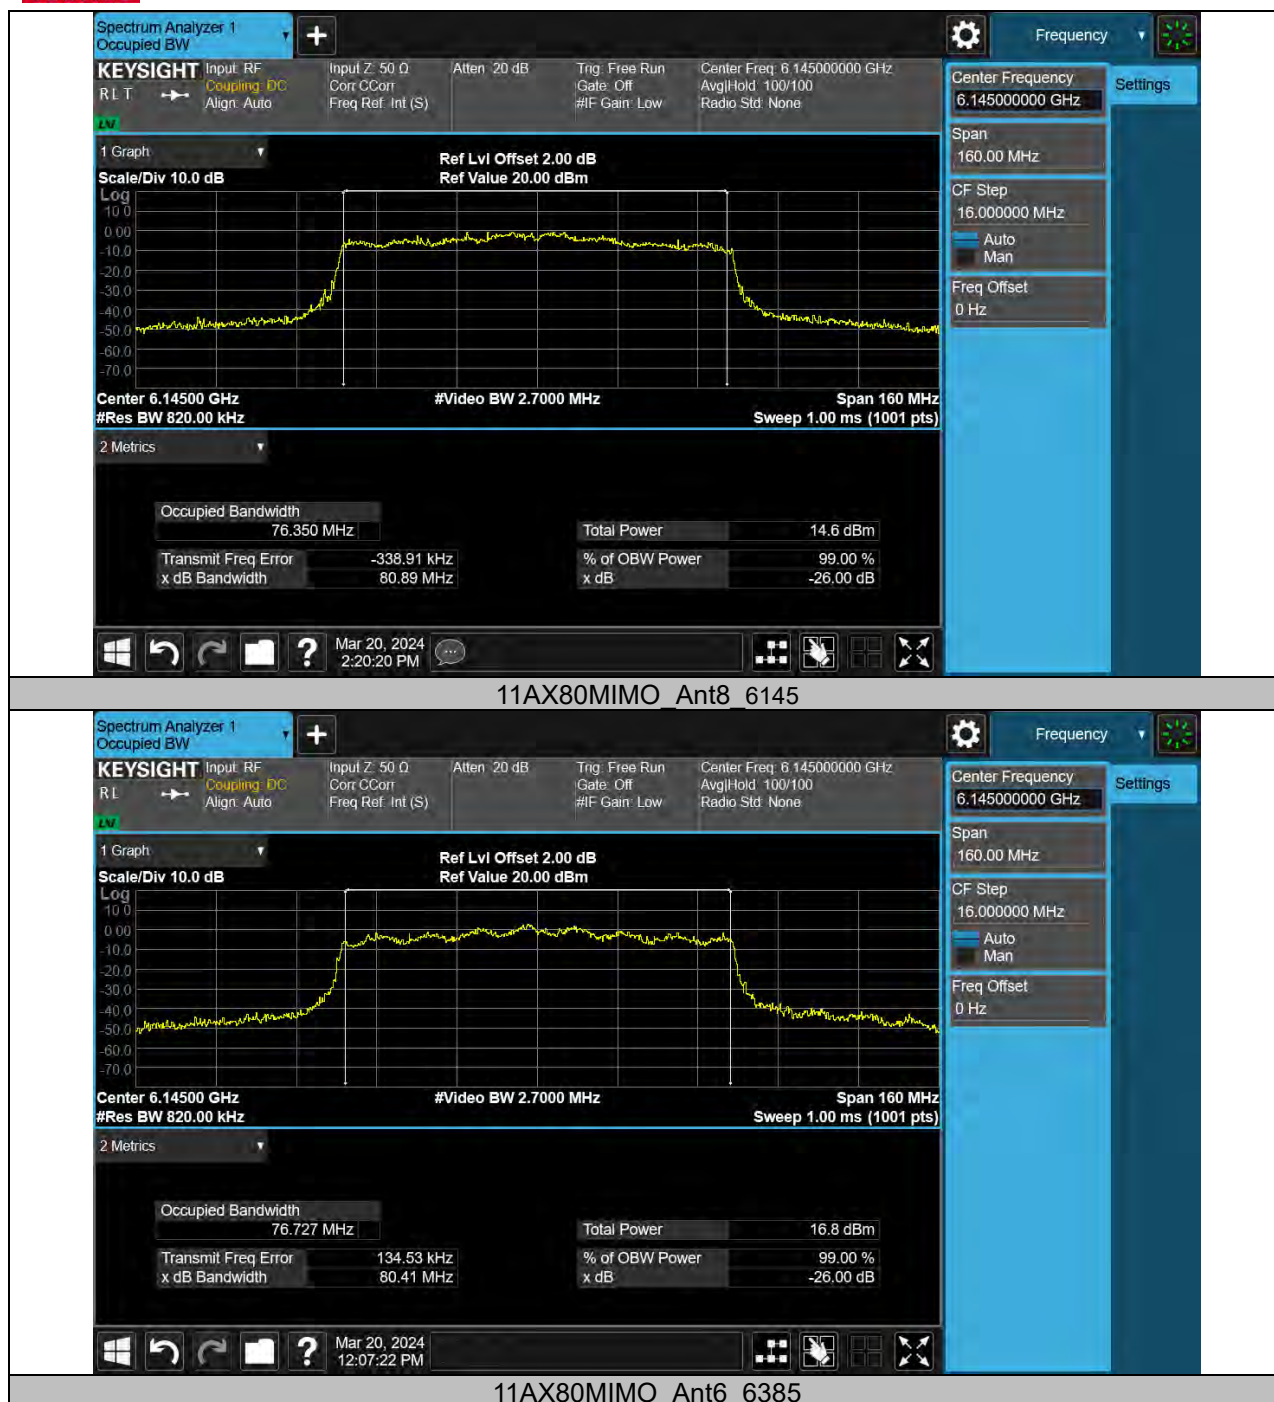 Spectrum Analyzer 1
Occupied BW
Frequency
KEYSIGHT
R L T
Input: RF
Coupling: DC
Align: Auto
Input Z: 50 Ω
Corr CCorr
Freq Ref: Int (S)
Atten: 20 dB
Trig: Free Run
Gate: Off
#IF Gain: Low
Center Freq: 6.145000000 GHz
Avg|Hold: 100/100
Radio Std: None
LXI
Center Frequency
6.145000000 GHz
Settings
Span
160.00 MHz
CF Step
16.000000 MHz
Auto
Man
Freq Offset
0 Hz
1 Graph
Ref Lvl Offset 2.00 dB
Scale/Div 10.0 dB
Ref Value 20.00 dBm
Log
10.0
0.00
-10.0
-20.0
-30.0
-40.0
-50.0
-60.0
-70.0
Center 6.14500 GHz
#Video BW 2.7000 MHz
Span 160 MHz
#Res BW 820.00 kHz
Sweep 1.00 ms (1001 pts)
2 Metrics
Occupied Bandwidth
76.350 MHz
Total Power 14.6 dBm
Transmit Freq Error -338.91 kHz
% of OBW Power 99.00 %
x dB Bandwidth 80.89 MHz
x dB -26.00 dB
?
Mar 20, 2024
2:20:20 PM
11AX80MIMO_Ant8_6145
Spectrum Analyzer 1
Occupied BW
Frequency
KEYSIGHT
R L
Input: RF
Coupling: DC
Align: Auto
Input Z: 50 Ω
Corr CCorr
Freq Ref: Int (S)
Atten: 20 dB
Trig: Free Run
Gate: Off
#IF Gain: Low
Center Freq: 6.145000000 GHz
Avg|Hold: 100/100
Radio Std: None
LXI
Center Frequency
6.145000000 GHz
Settings
Span
160.00 MHz
CF Step
16.000000 MHz
Auto
Man
Freq Offset
0 Hz
1 Graph
Ref Lvl Offset 2.00 dB
Scale/Div 10.0 dB
Ref Value 20.00 dBm
Log
10.0
0.00
-10.0
-20.0
-30.0
-40.0
-50.0
-60.0
-70.0
Center 6.14500 GHz
#Video BW 2.7000 MHz
Span 160 MHz
#Res BW 820.00 kHz
Sweep 1.00 ms (1001 pts)
2 Metrics
Occupied Bandwidth
76.727 MHz
Total Power 16.8 dBm
Transmit Freq Error 134.53 kHz
% of OBW Power 99.00 %
x dB Bandwidth 80.41 MHz
x dB -26.00 dB
?
Mar 20, 2024
12:07:22 PM
11AX80MIMO_Ant6_6385